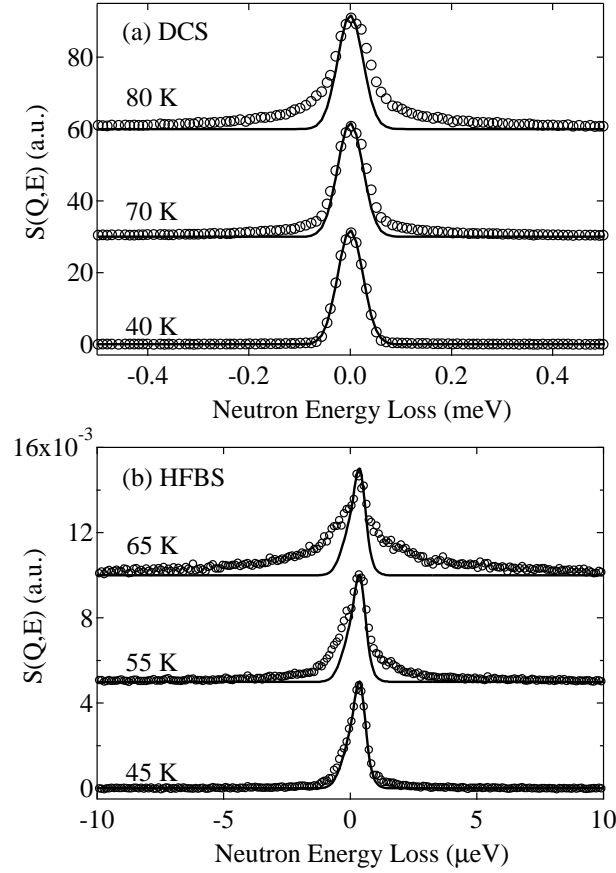 (a) DCS
80
60
40
20
0
S(Q,E) (a.u.)
80 K
70 K
40 K
-0.4
-0.2
0.0
0.2
0.4
Neutron Energy Loss (meV)
16x10-3
(b) HFBS
12
8
4
0
S(Q,E) (a.u.)
65 K
55 K
45 K
-10
-5
0
5
10
Neutron Energy Loss (μeV)